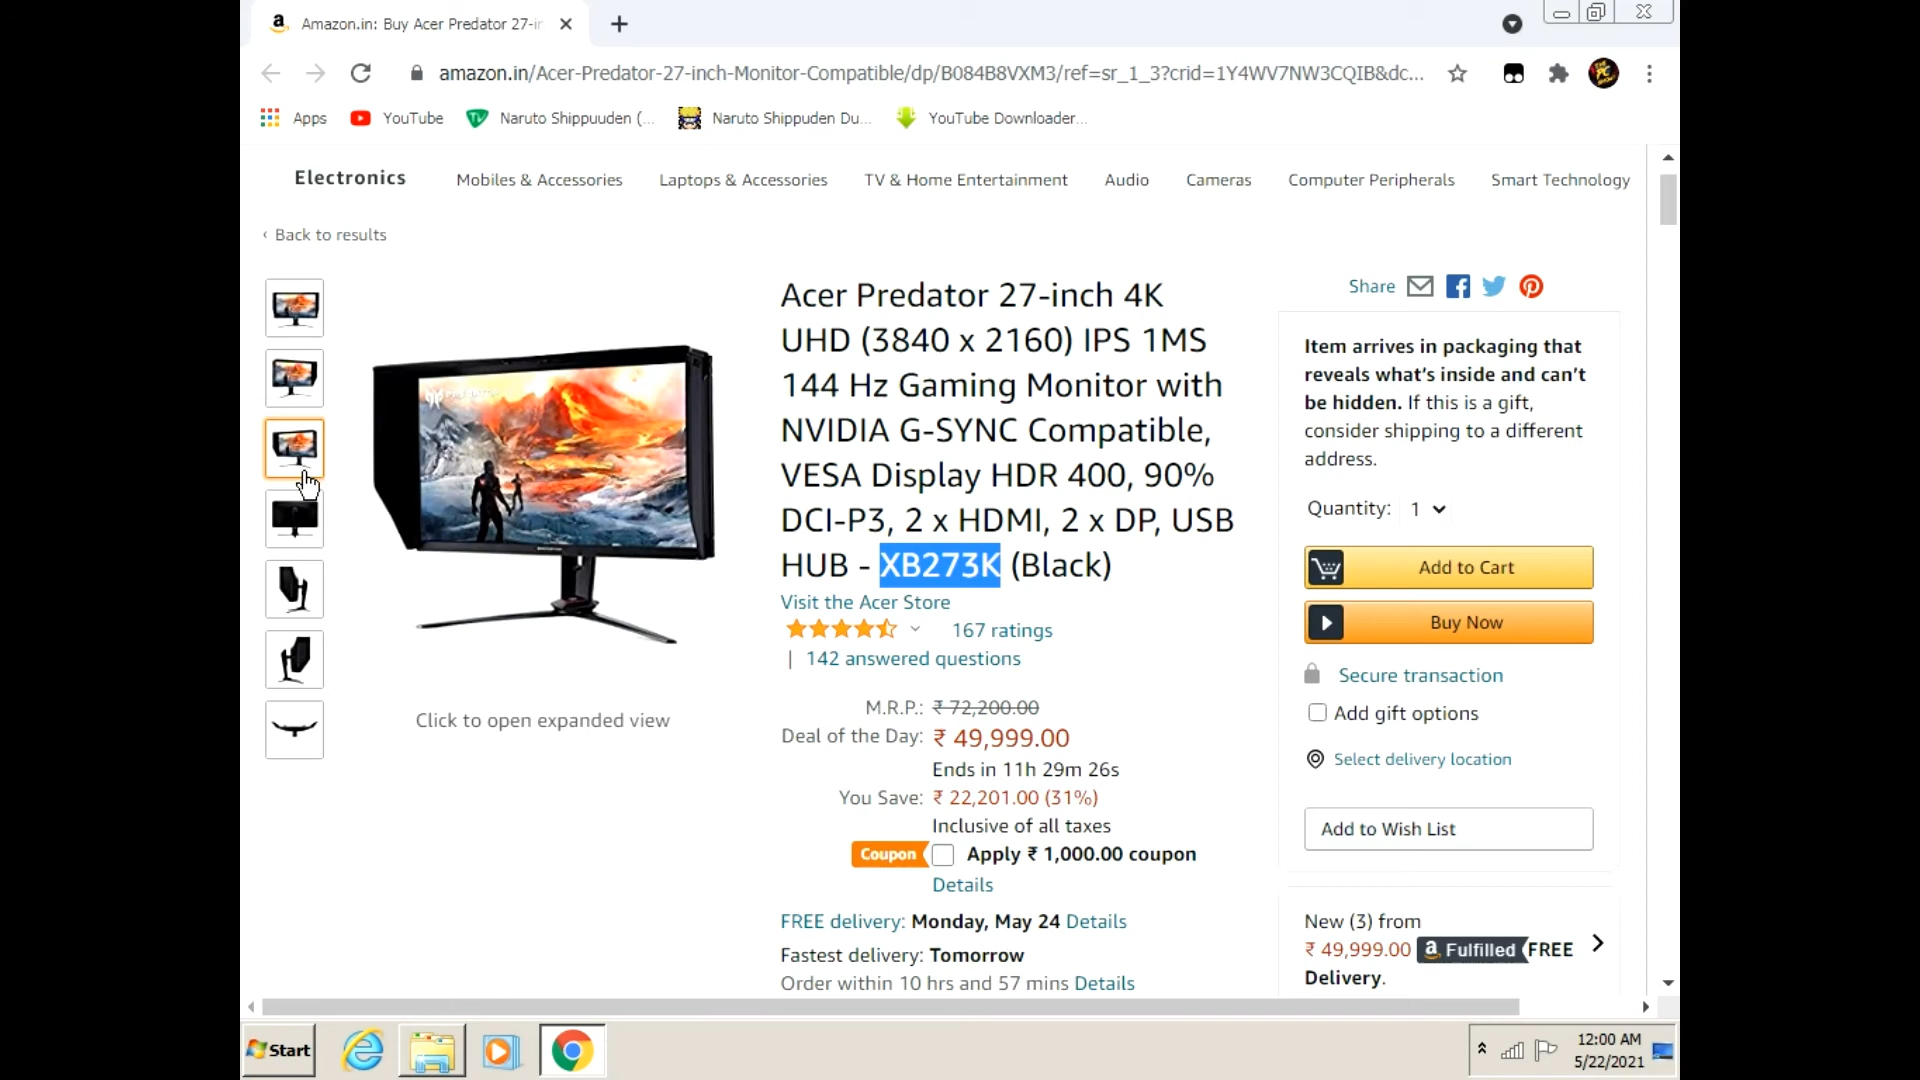 Amazon.in: Buy Acer Predator 27-in
amazon.in/Acer-Predator-27-inch-Monitor-Compatible/dp/B084B8VXM3/ref=sr_1_3?crid=1Y4WV7NW3CQIB&dc...
Apps YouTube Naruto Shippuuden (... Naruto Shippuden Du... YouTube Downloader...
Electronics Mobiles & Accessories Laptops & Accessories TV & Home Entertainment Audio Cameras Computer Peripherals Smart Technology
‹ Back to results
Acer Predator 27-inch 4K
UHD (3840 x 2160) IPS 1MS
144 Hz Gaming Monitor with
NVIDIA G-SYNC Compatible,
VESA Display HDR 400, 90%
DCI-P3, 2 x HDMI, 2 x DP, USB
HUB - XB273K (Black)
Visit the Acer Store
167 ratings
| 142 answered questions
M.R.P.: ₹ 72,200.00
Deal of the Day: ₹ 49,999.00
Ends in 11h 29m 26s
You Save: ₹ 22,201.00 (31%)
Inclusive of all taxes
Coupon Apply ₹ 1,000.00 coupon
Details
FREE delivery: Monday, May 24 Details
Fastest delivery: Tomorrow
Order within 10 hrs and 57 mins Details
Click to open expanded view
Share
Item arrives in packaging that
reveals what's inside and can't
be hidden. If this is a gift,
consider shipping to a different
address.
Quantity: 1
Add to Cart
Buy Now
Secure transaction
Add gift options
Select delivery location
Add to Wish List
New (3) from
₹ 49,999.00 Fulfilled FREE
Delivery.
Start
12:00 AM
5/22/2021